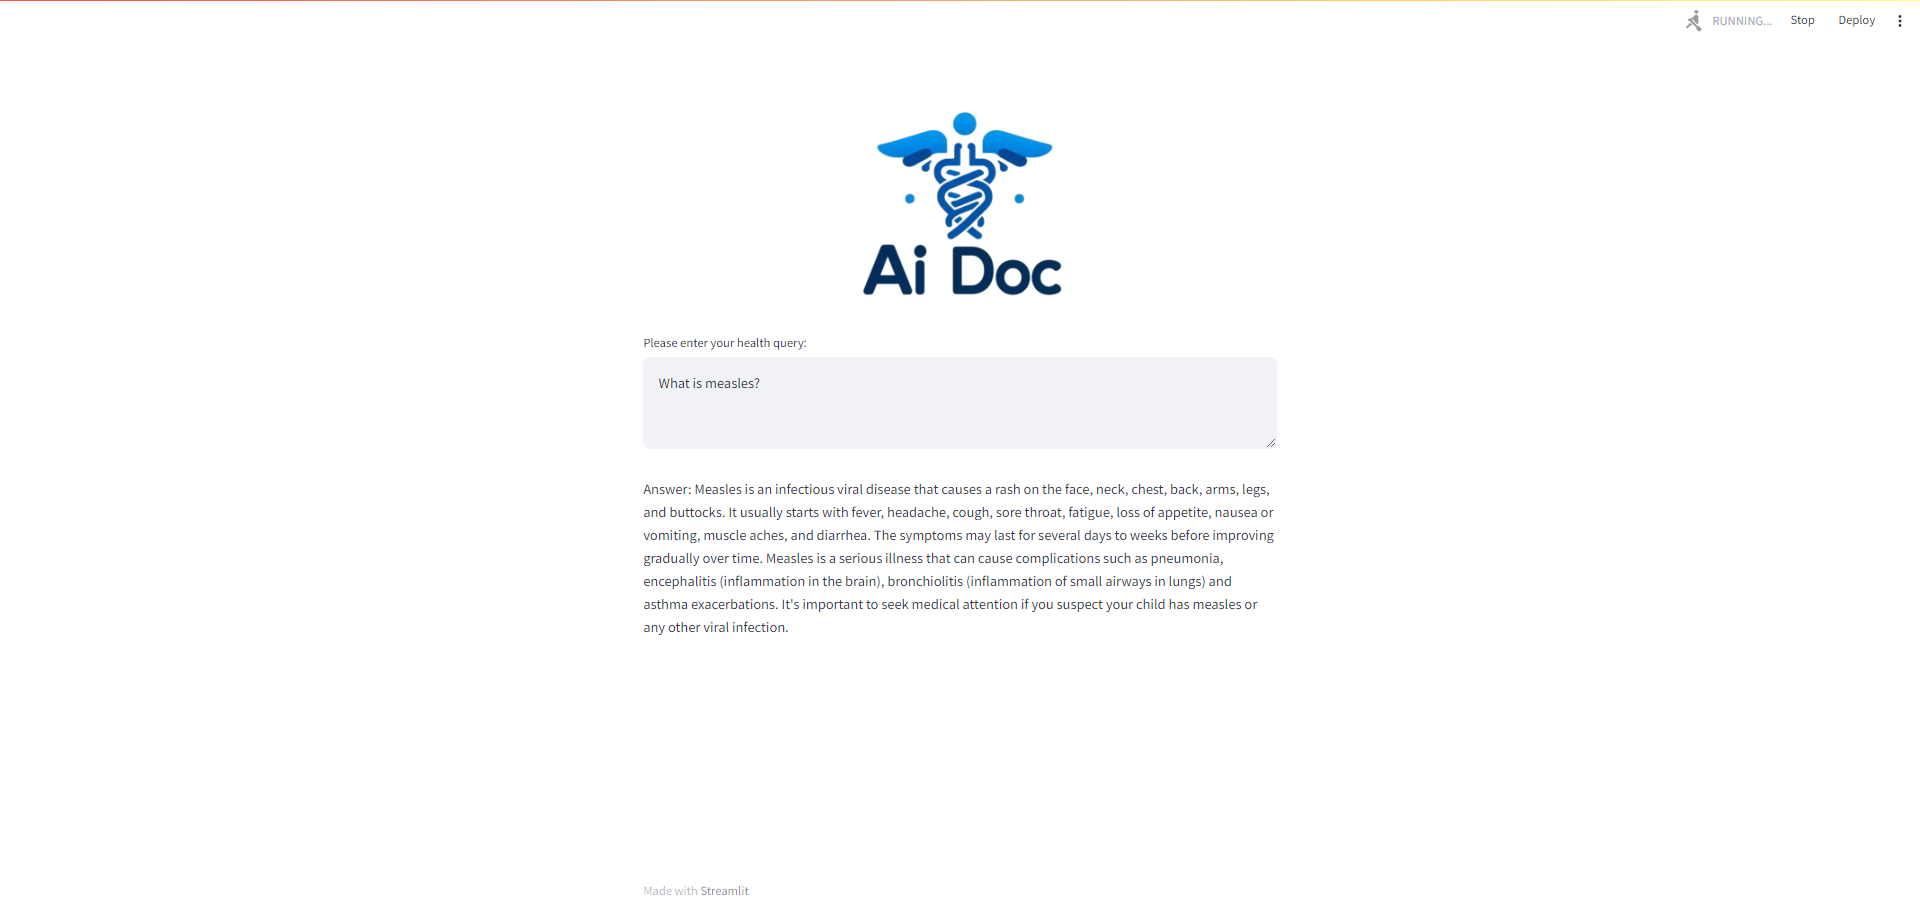 RUNNING...
Stop
Deploy
Ai Doc
Please enter your health query:
What is measles?
Answer: Measles is an infectious viral disease that causes a rash on the face, neck, chest, back, arms, legs,
and buttocks. It usually starts with fever, headache, cough, sore throat, fatigue, loss of appetite, nausea or
vomiting, muscle aches, and diarrhea. The symptoms may last for several days to weeks before improving
gradually over time. Measles is a serious illness that can cause complications such as pneumonia,
encephalitis (inflammation in the brain), bronchiolitis (inflammation of small airways in lungs) and
asthma exacerbations. It's important to seek medical attention if you suspect your child has measles or
any other viral infection.
Made with Streamlit